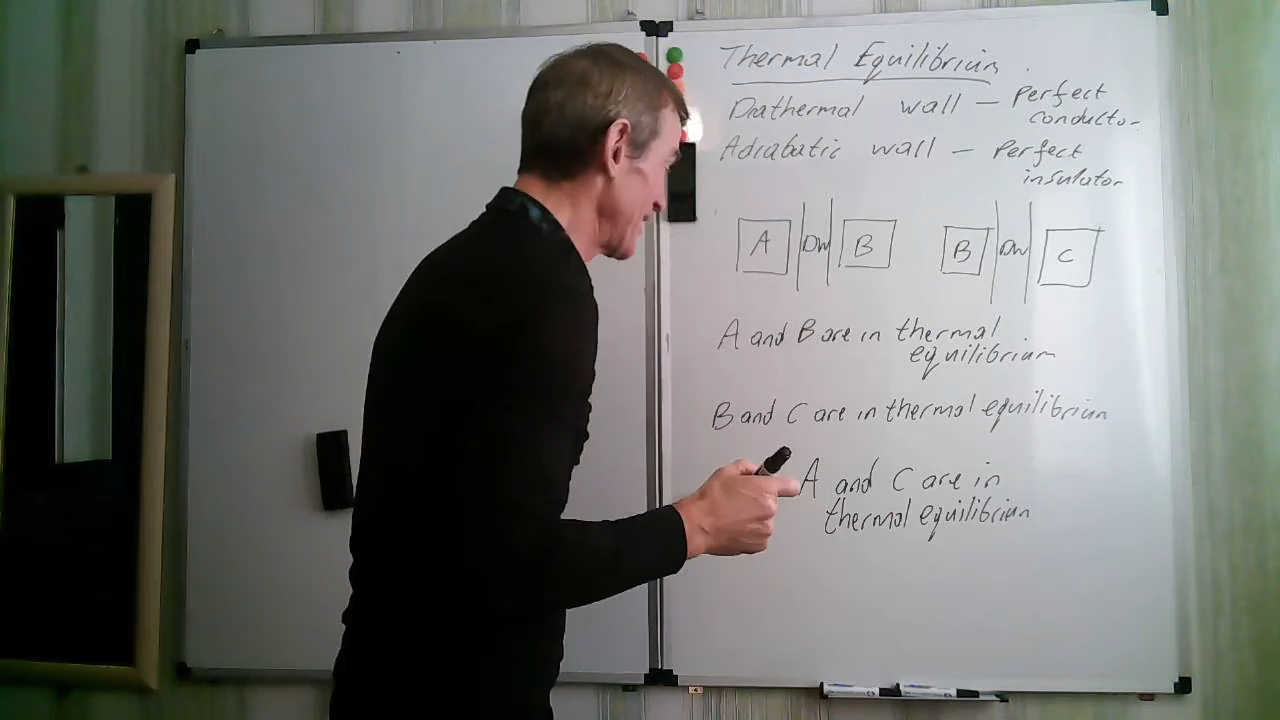 Thermal Equilibrium
Diathermal wall - Perfect
conductor
Adiabatic wall - Perfect
insulator
A DW B B DW C
A and B are in thermal
equilibrium
B and C are in thermal equilibrium
A and C are in
thermal equilibrium